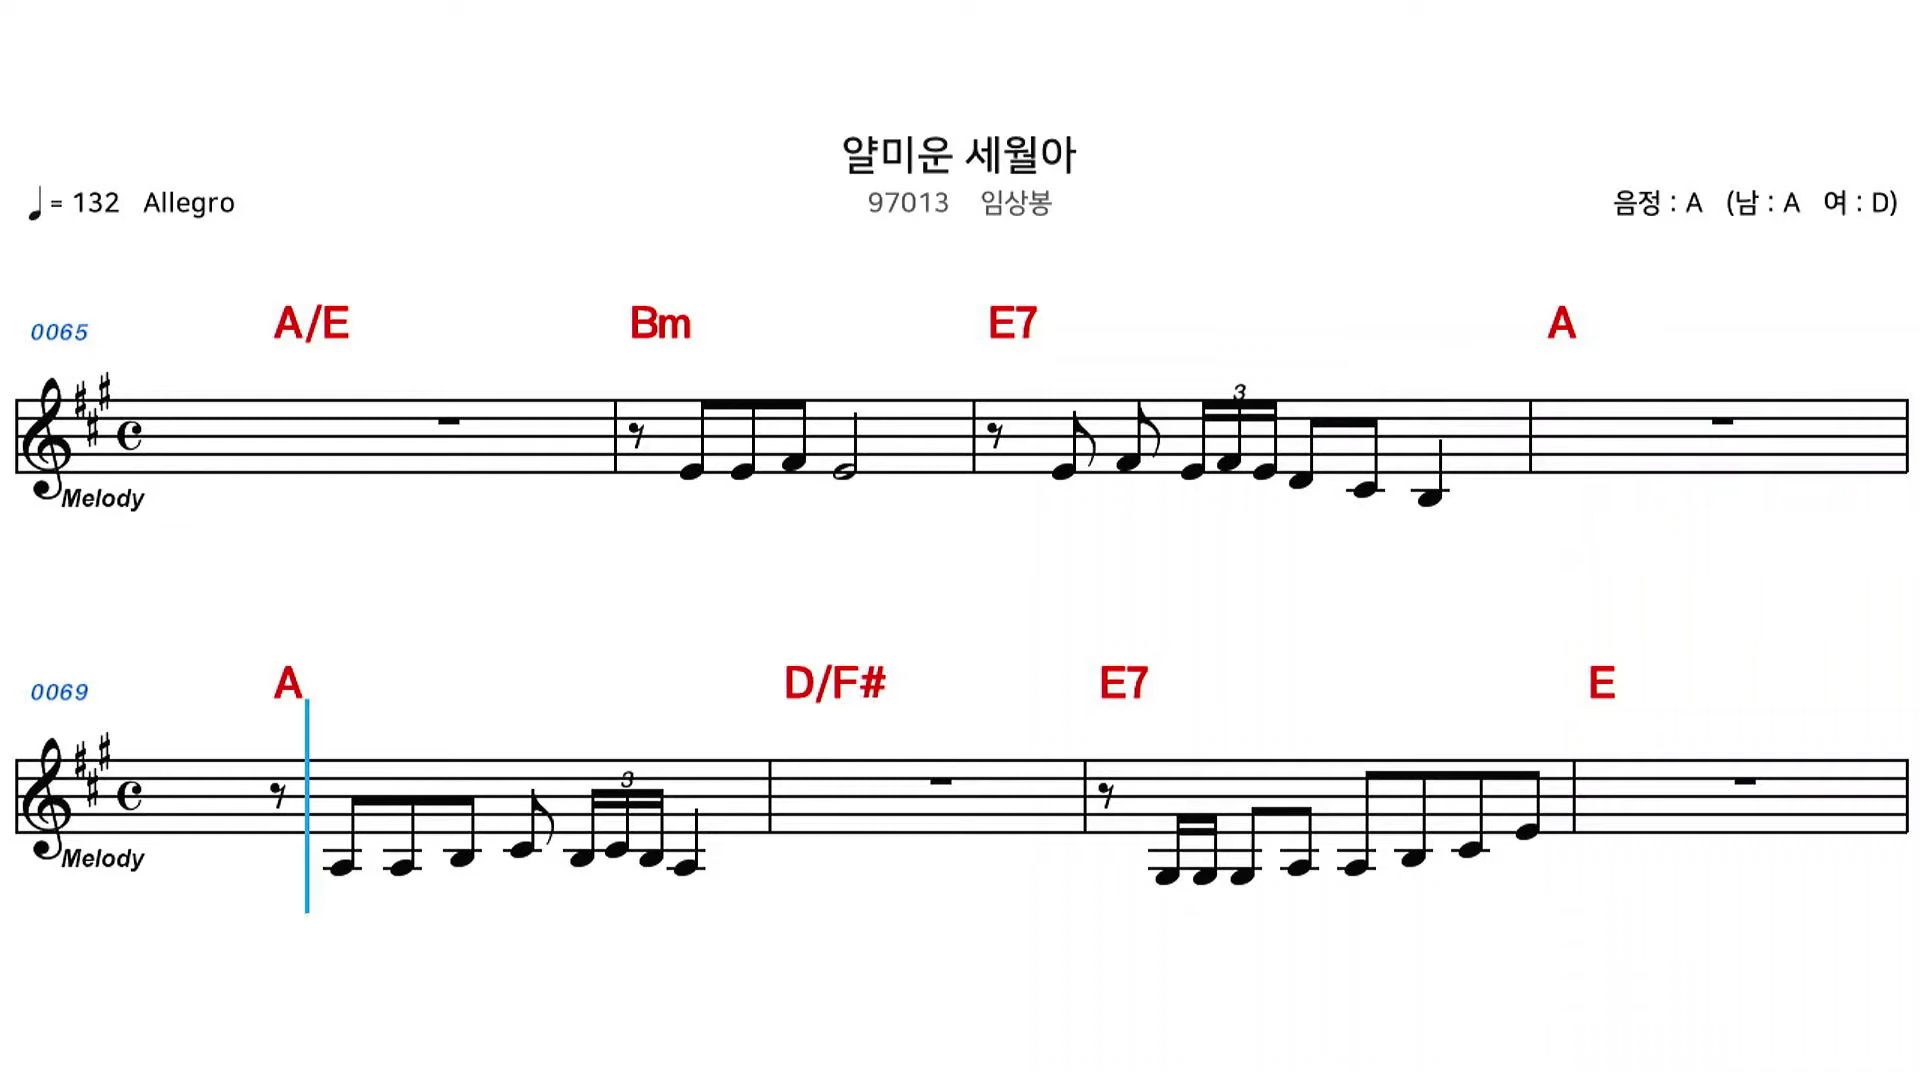 얄미운 세월아
= 132 Allegro
97013 임상봉
음정 : A (남 : A 여 : D)
0065 A/E Bm E7 A
3
Melody
0069 A D/F# E7 E
3
Melody